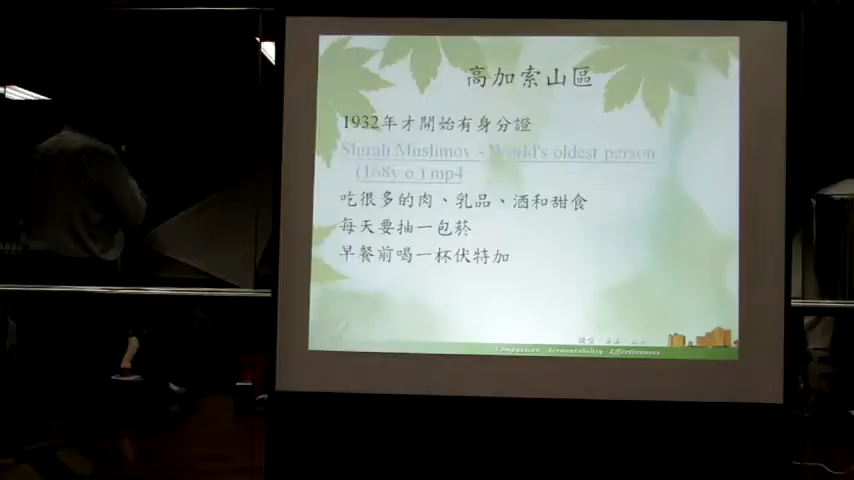 高加索山區
1932年才開始有身分證
Shirali Muslimov - World's oldest person
(168y.o.) mp4
吃很多的肉、乳品、酒和甜食
每天要抽一包菸
早餐前喝一杯伏特加
Compassion · Accountability · Effectiveness